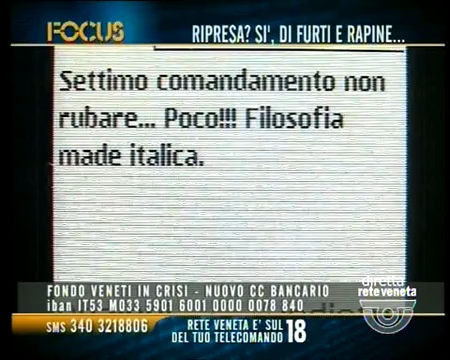 FOCUS
RIPRESA? SI', DI FURTI E RAPINE...
Settimo comandamento non
rubare... Poco!!! Filosofia
made italica.
diretta
reteveneta
FONDO VENETI IN CRISI - NUOVO CC BANCARIO
iban IT53 M033 5901 6001 0000 0078 840
SMS 340 3218806
RETE VENETA E' SUL
DEL TUO TELECOMANDO 18